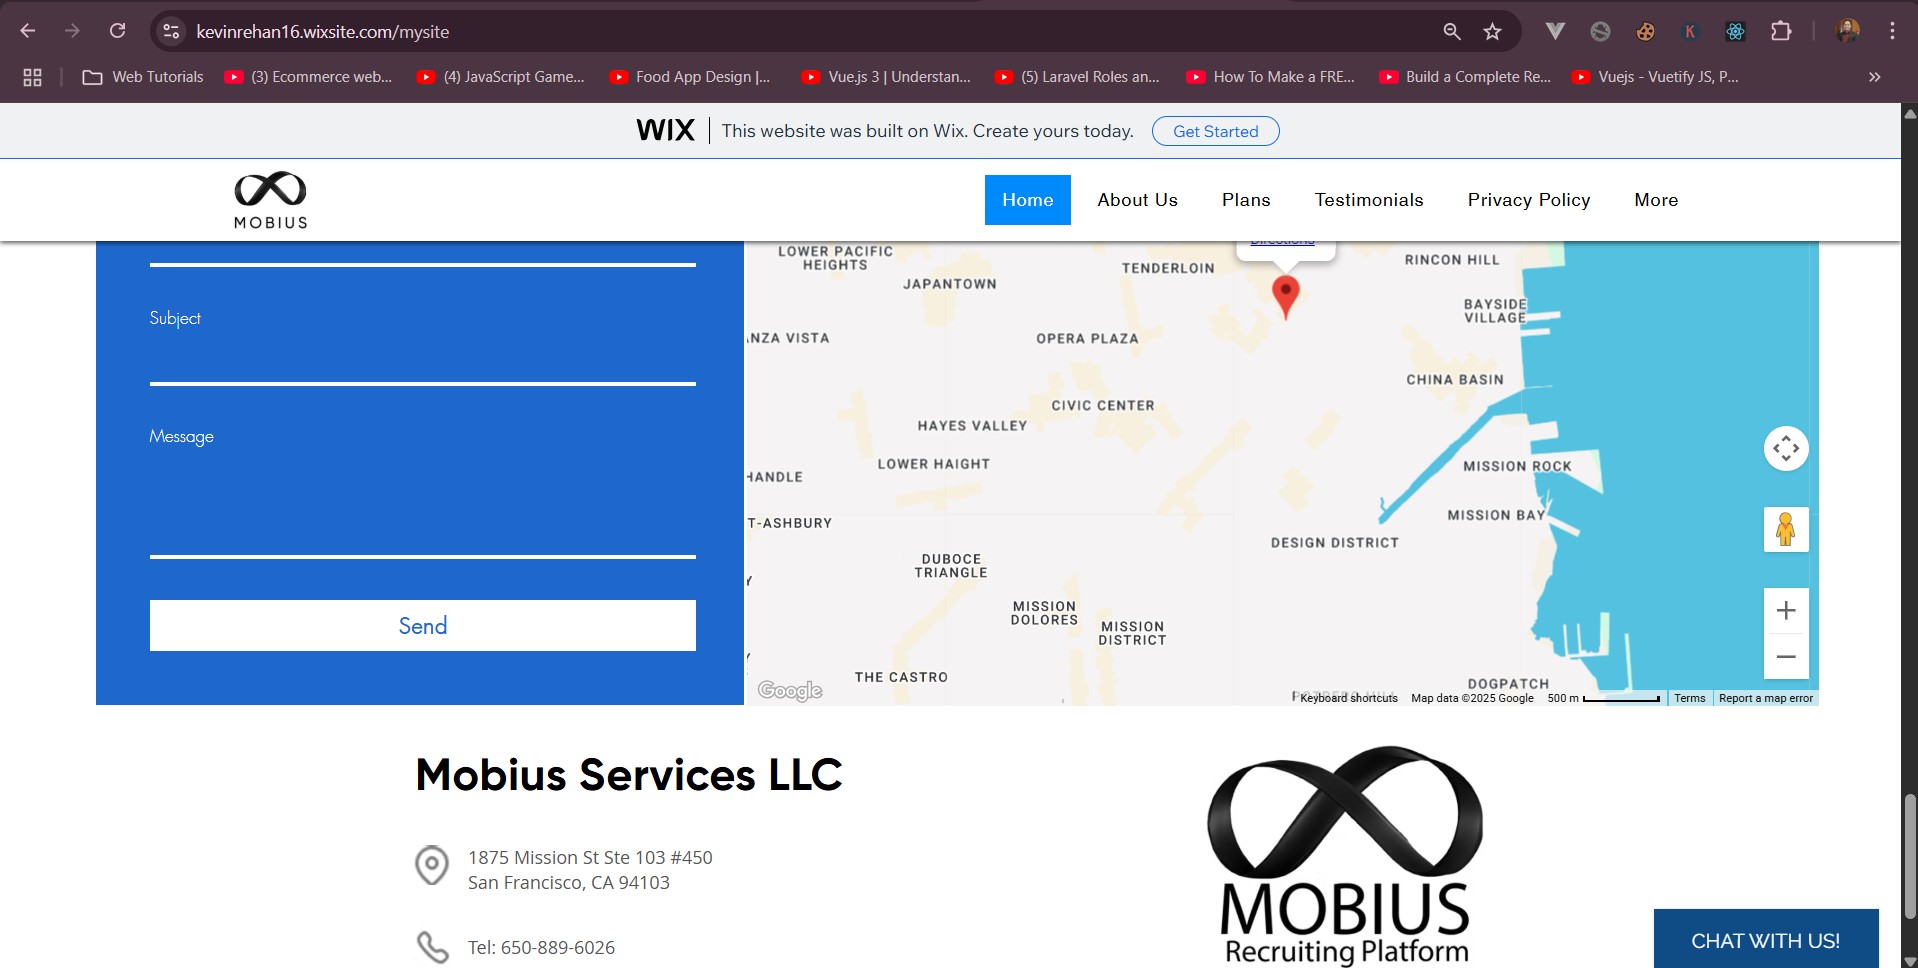 kevinrehan16.wixsite.com/mysite
Web Tutorials
(3) Ecommerce web...
(4) JavaScript Game...
Food App Design |...
Vue.js 3 | Understan...
(5) Laravel Roles an...
How To Make a FRE...
Build a Complete Re...
Vuejs - Vuetify JS, P...
WIX
This website was built on Wix. Create yours today.
Get Started
MOBIUS
Home
About Us
Plans
Testimonials
Privacy Policy
More
Subject
Message
Send
Directions
LOWER PACIFIC
HEIGHTS
JAPANTOWN
TENDERLOIN
RINCON HILL
BAYSIDE
VILLAGE
NZA VISTA
OPERA PLAZA
CHINA BASIN
CIVIC CENTER
HAYES VALLEY
LOWER HAIGHT
HANDLE
MISSION ROCK
T-ASHBURY
MISSION BAY
DESIGN DISTRICT
DUBOCE
TRIANGLE
MISSION
DOLORES
MISSION
DISTRICT
THE CASTRO
DOGPATCH
Google
Keyboard shortcuts
Map data ©2025 Google
500 m
Terms
Report a map error
Mobius Services LLC
1875 Mission St Ste 103 #450
San Francisco, CA 94103
Tel: 650-889-6026
MOBIUS
Recruiting Platform
CHAT WITH US!